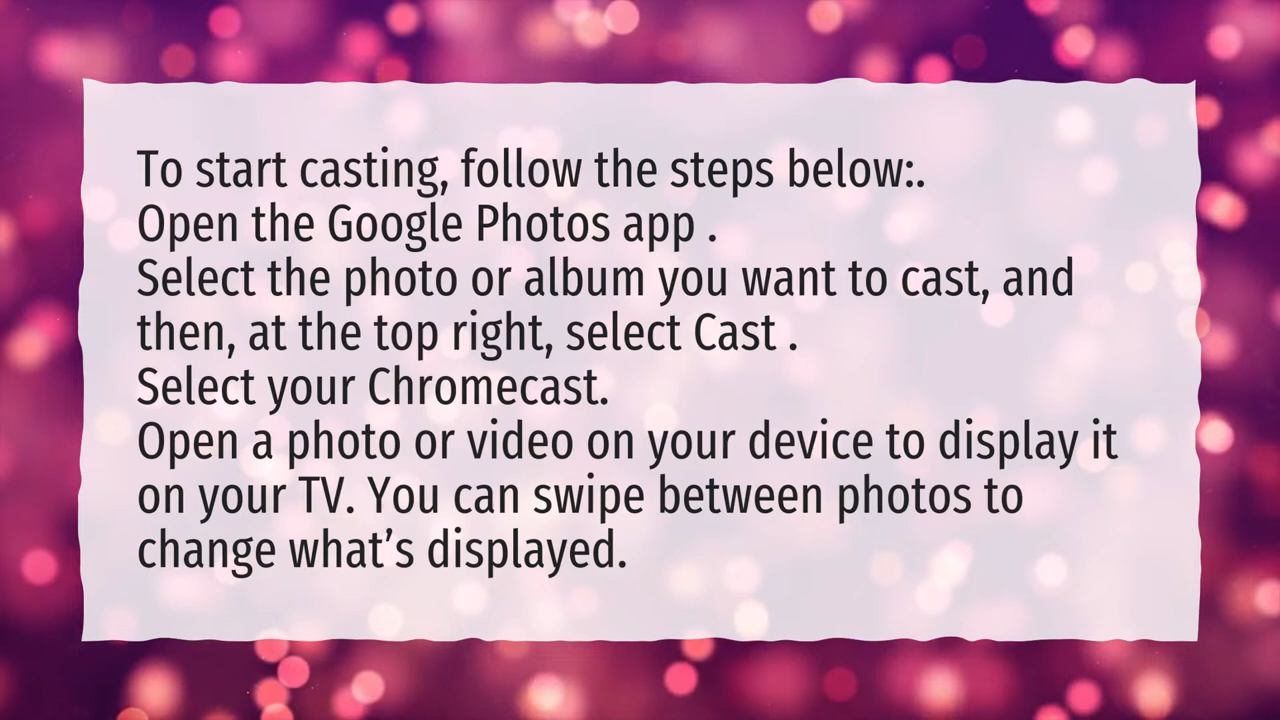 To start casting, follow the steps below:.
Open the Google Photos app .
Select the photo or album you want to cast, and
then, at the top right, select Cast .
Select your Chromecast.
Open a photo or video on your device to display it
on your TV. You can swipe between photos to
change what’s displayed.